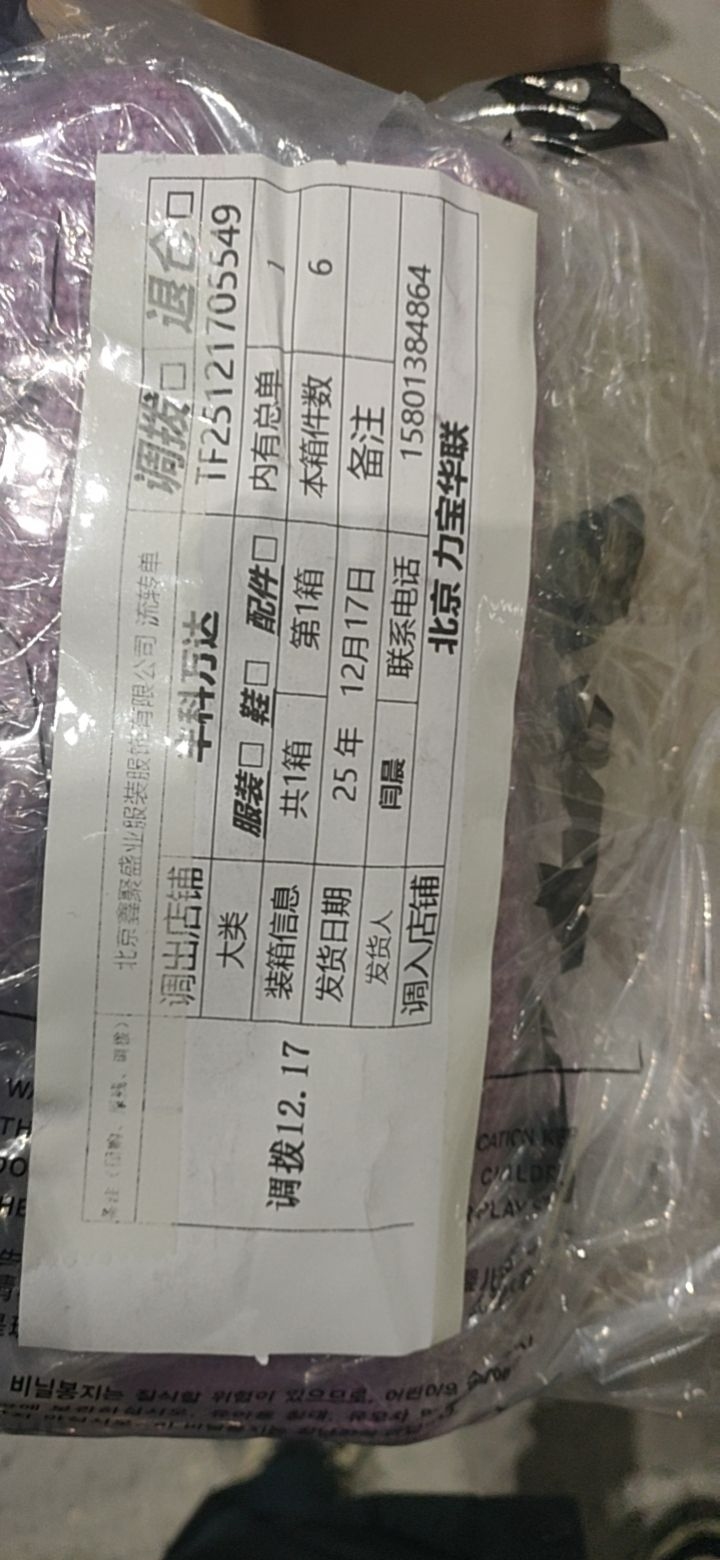 北京鑫聚盛业服装服饰有限公司 流转单
调拨□ 退仓□
调出店铺 丰科万达 TF25121705549
大类 服装□ 鞋□ 配件□ 内有总单 /
装箱信息 共1箱 第1箱 本箱件数 6
发货日期 25 年 12月17日 备注
发货人 闫晨 联系电话 15801384864
调入店铺 北京 力宝华联
调拨12.17
비닐봉지는 질식할 위험이 있으므로, 어린이의